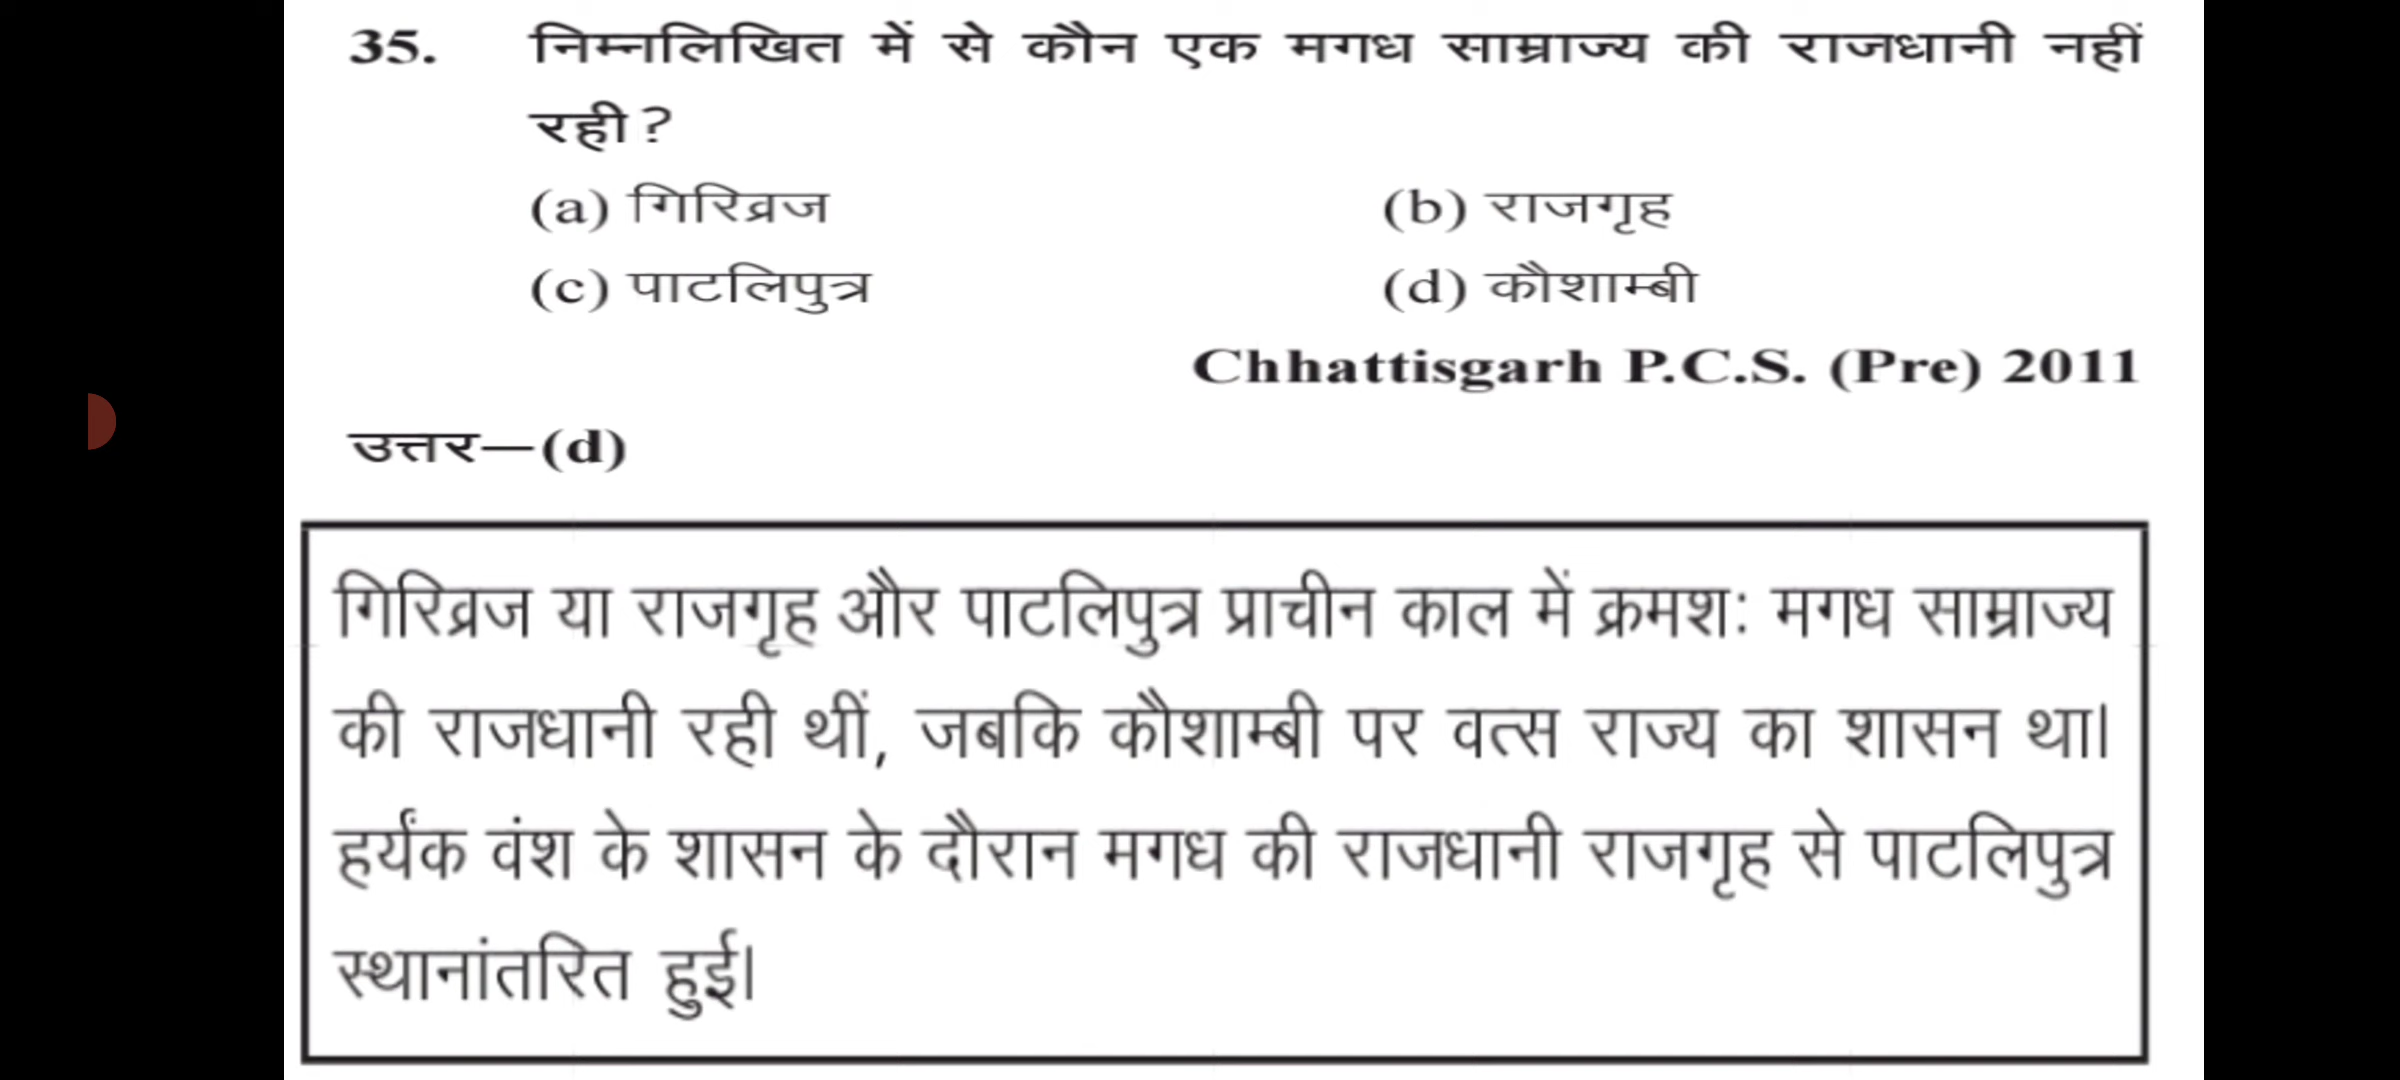 35. निम्नलिखित में से कौन एक मगध साम्राज्य की राजधानी नहीं
रही?
(a) गिरिव्रज (b) राजगृह
(c) पाटलिपुत्र (d) कौशाम्बी
Chhattisgarh P.C.S. (Pre) 2011
उत्तर—(d)
गिरिव्रज या राजगृह और पाटलिपुत्र प्राचीन काल में क्रमशः मगध साम्राज्य
की राजधानी रही थीं, जबकि कौशाम्बी पर वत्स राज्य का शासन था।
हर्यंक वंश के शासन के दौरान मगध की राजधानी राजगृह से पाटलिपुत्र
स्थानांतरित हुई।